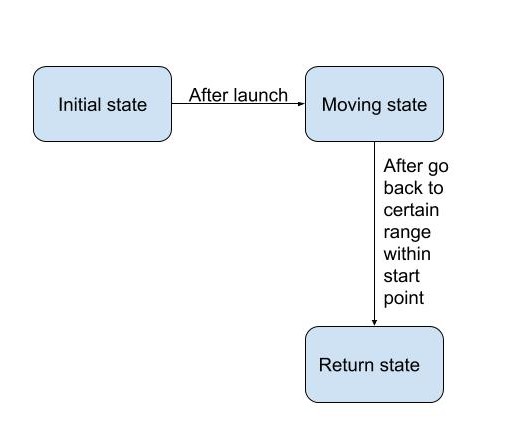 Initial state
After launch
Moving state
After go
back to
certain
range
within
start
point
Return state